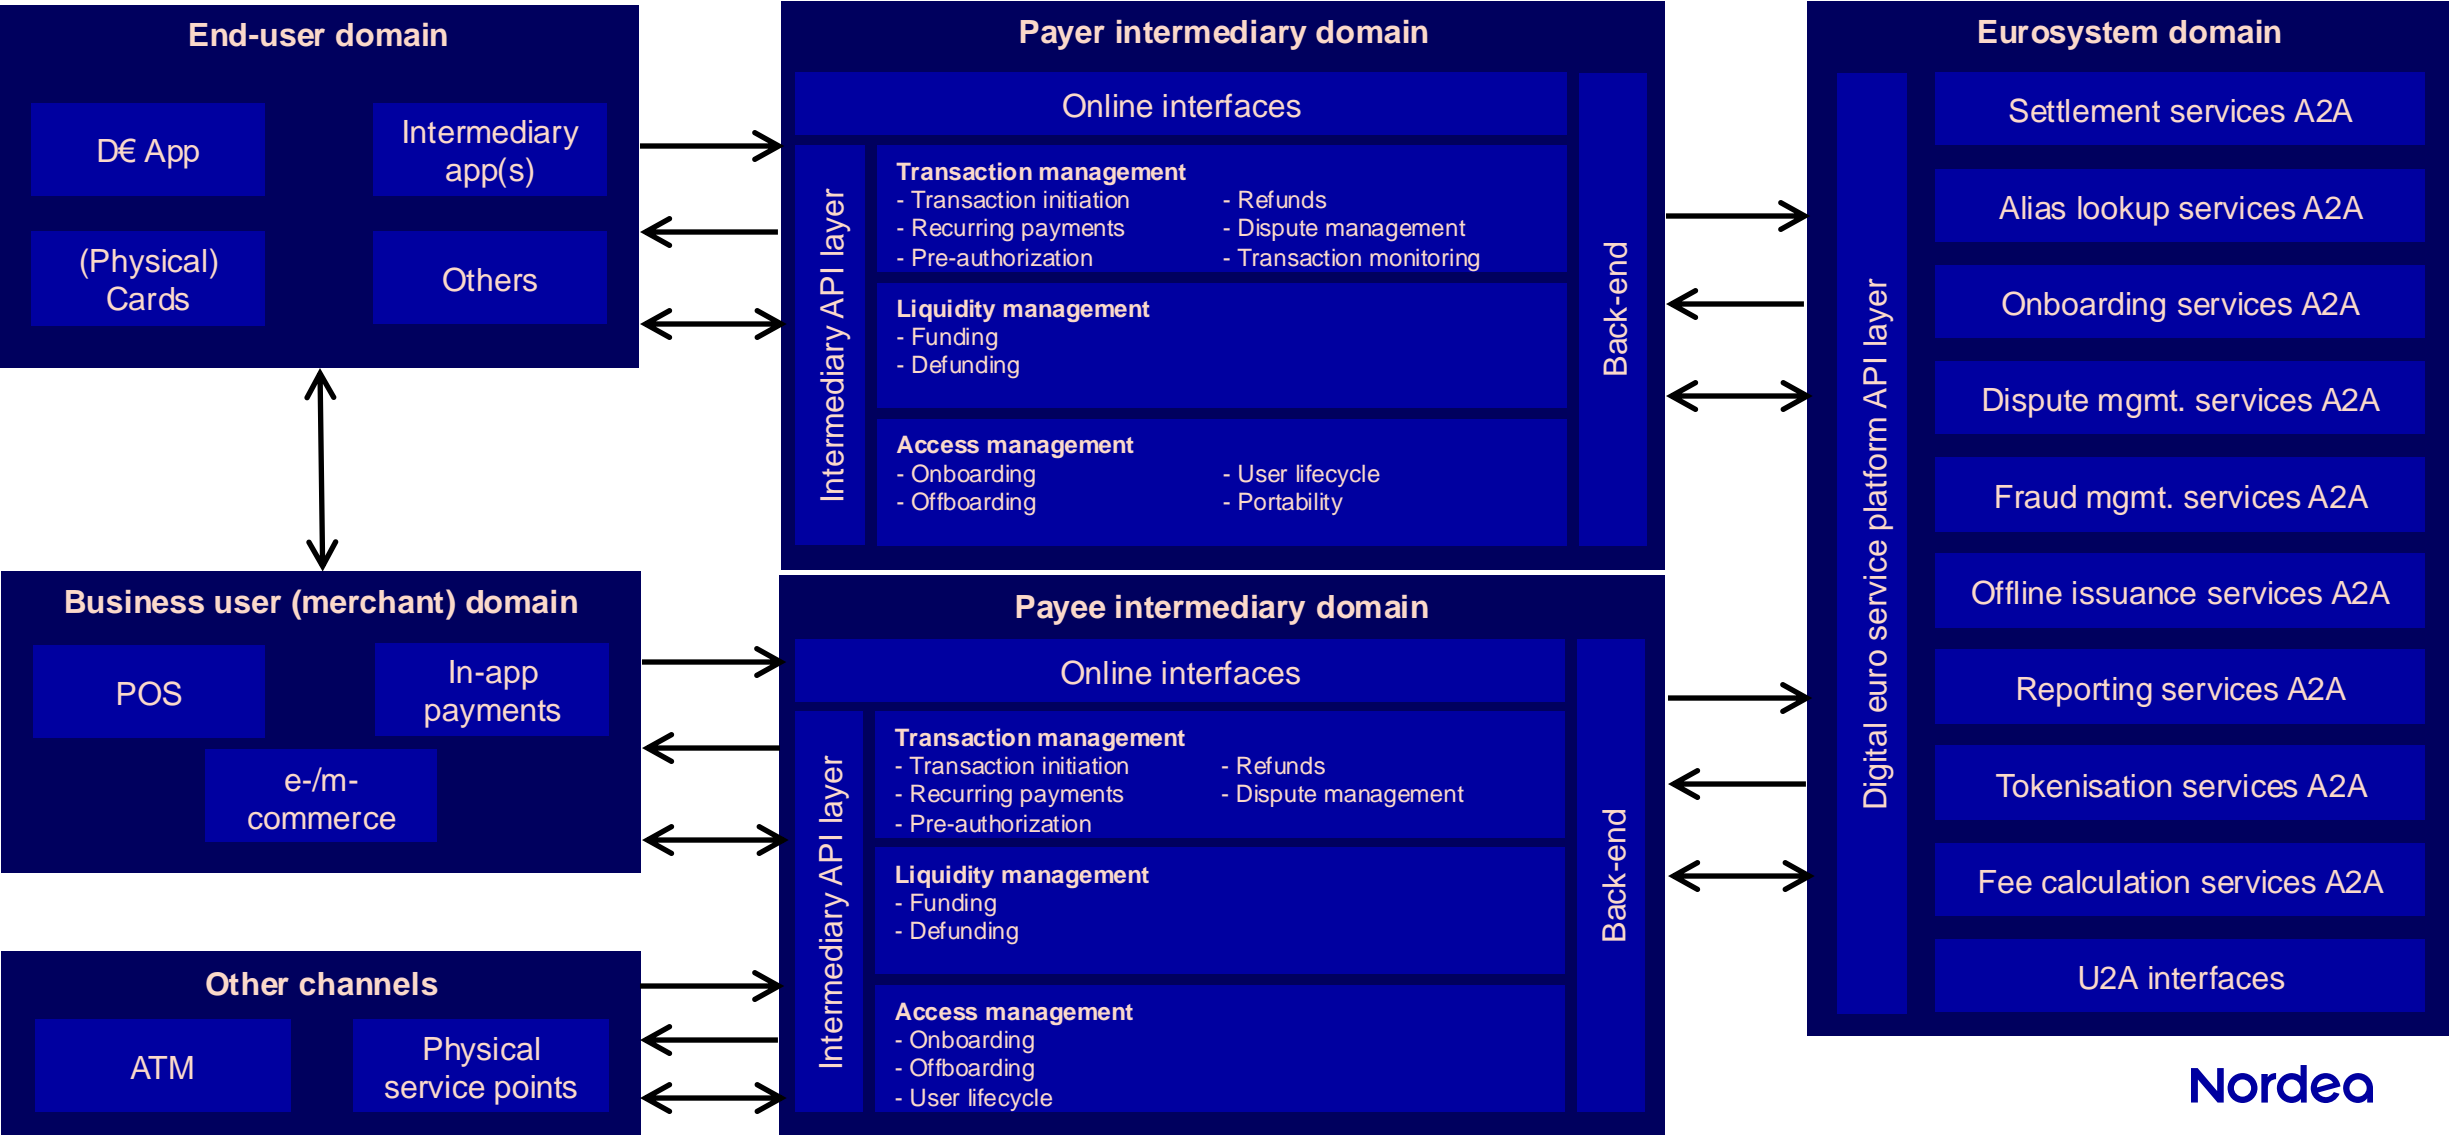 End-user domain
D€ App
Intermediary
app(s)
(Physical)
Cards
Others
Business user (merchant) domain
POS
In-app
payments
e-/m-
commerce
Other channels
ATM
Physical
service points
Payer intermediary domain
Online interfaces
Intermediary API layer
Transaction management
- Transaction initiation
- Recurring payments
- Pre-authorization
- Refunds
- Dispute management
- Transaction monitoring
Liquidity management
- Funding
- Defunding
Access management
- Onboarding
- Offboarding
- User lifecycle
- Portability
Back-end
Payee intermediary domain
Online interfaces
Intermediary API layer
Transaction management
- Transaction initiation
- Recurring payments
- Pre-authorization
- Refunds
- Dispute management
Liquidity management
- Funding
- Defunding
Access management
- Onboarding
- Offboarding
- User lifecycle
Back-end
Eurosystem domain
Digital euro service platform API layer
Settlement services A2A
Alias lookup services A2A
Onboarding services A2A
Dispute mgmt. services A2A
Fraud mgmt. services A2A
Offline issuance services A2A
Reporting services A2A
Tokenisation services A2A
Fee calculation services A2A
U2A interfaces
Nordea